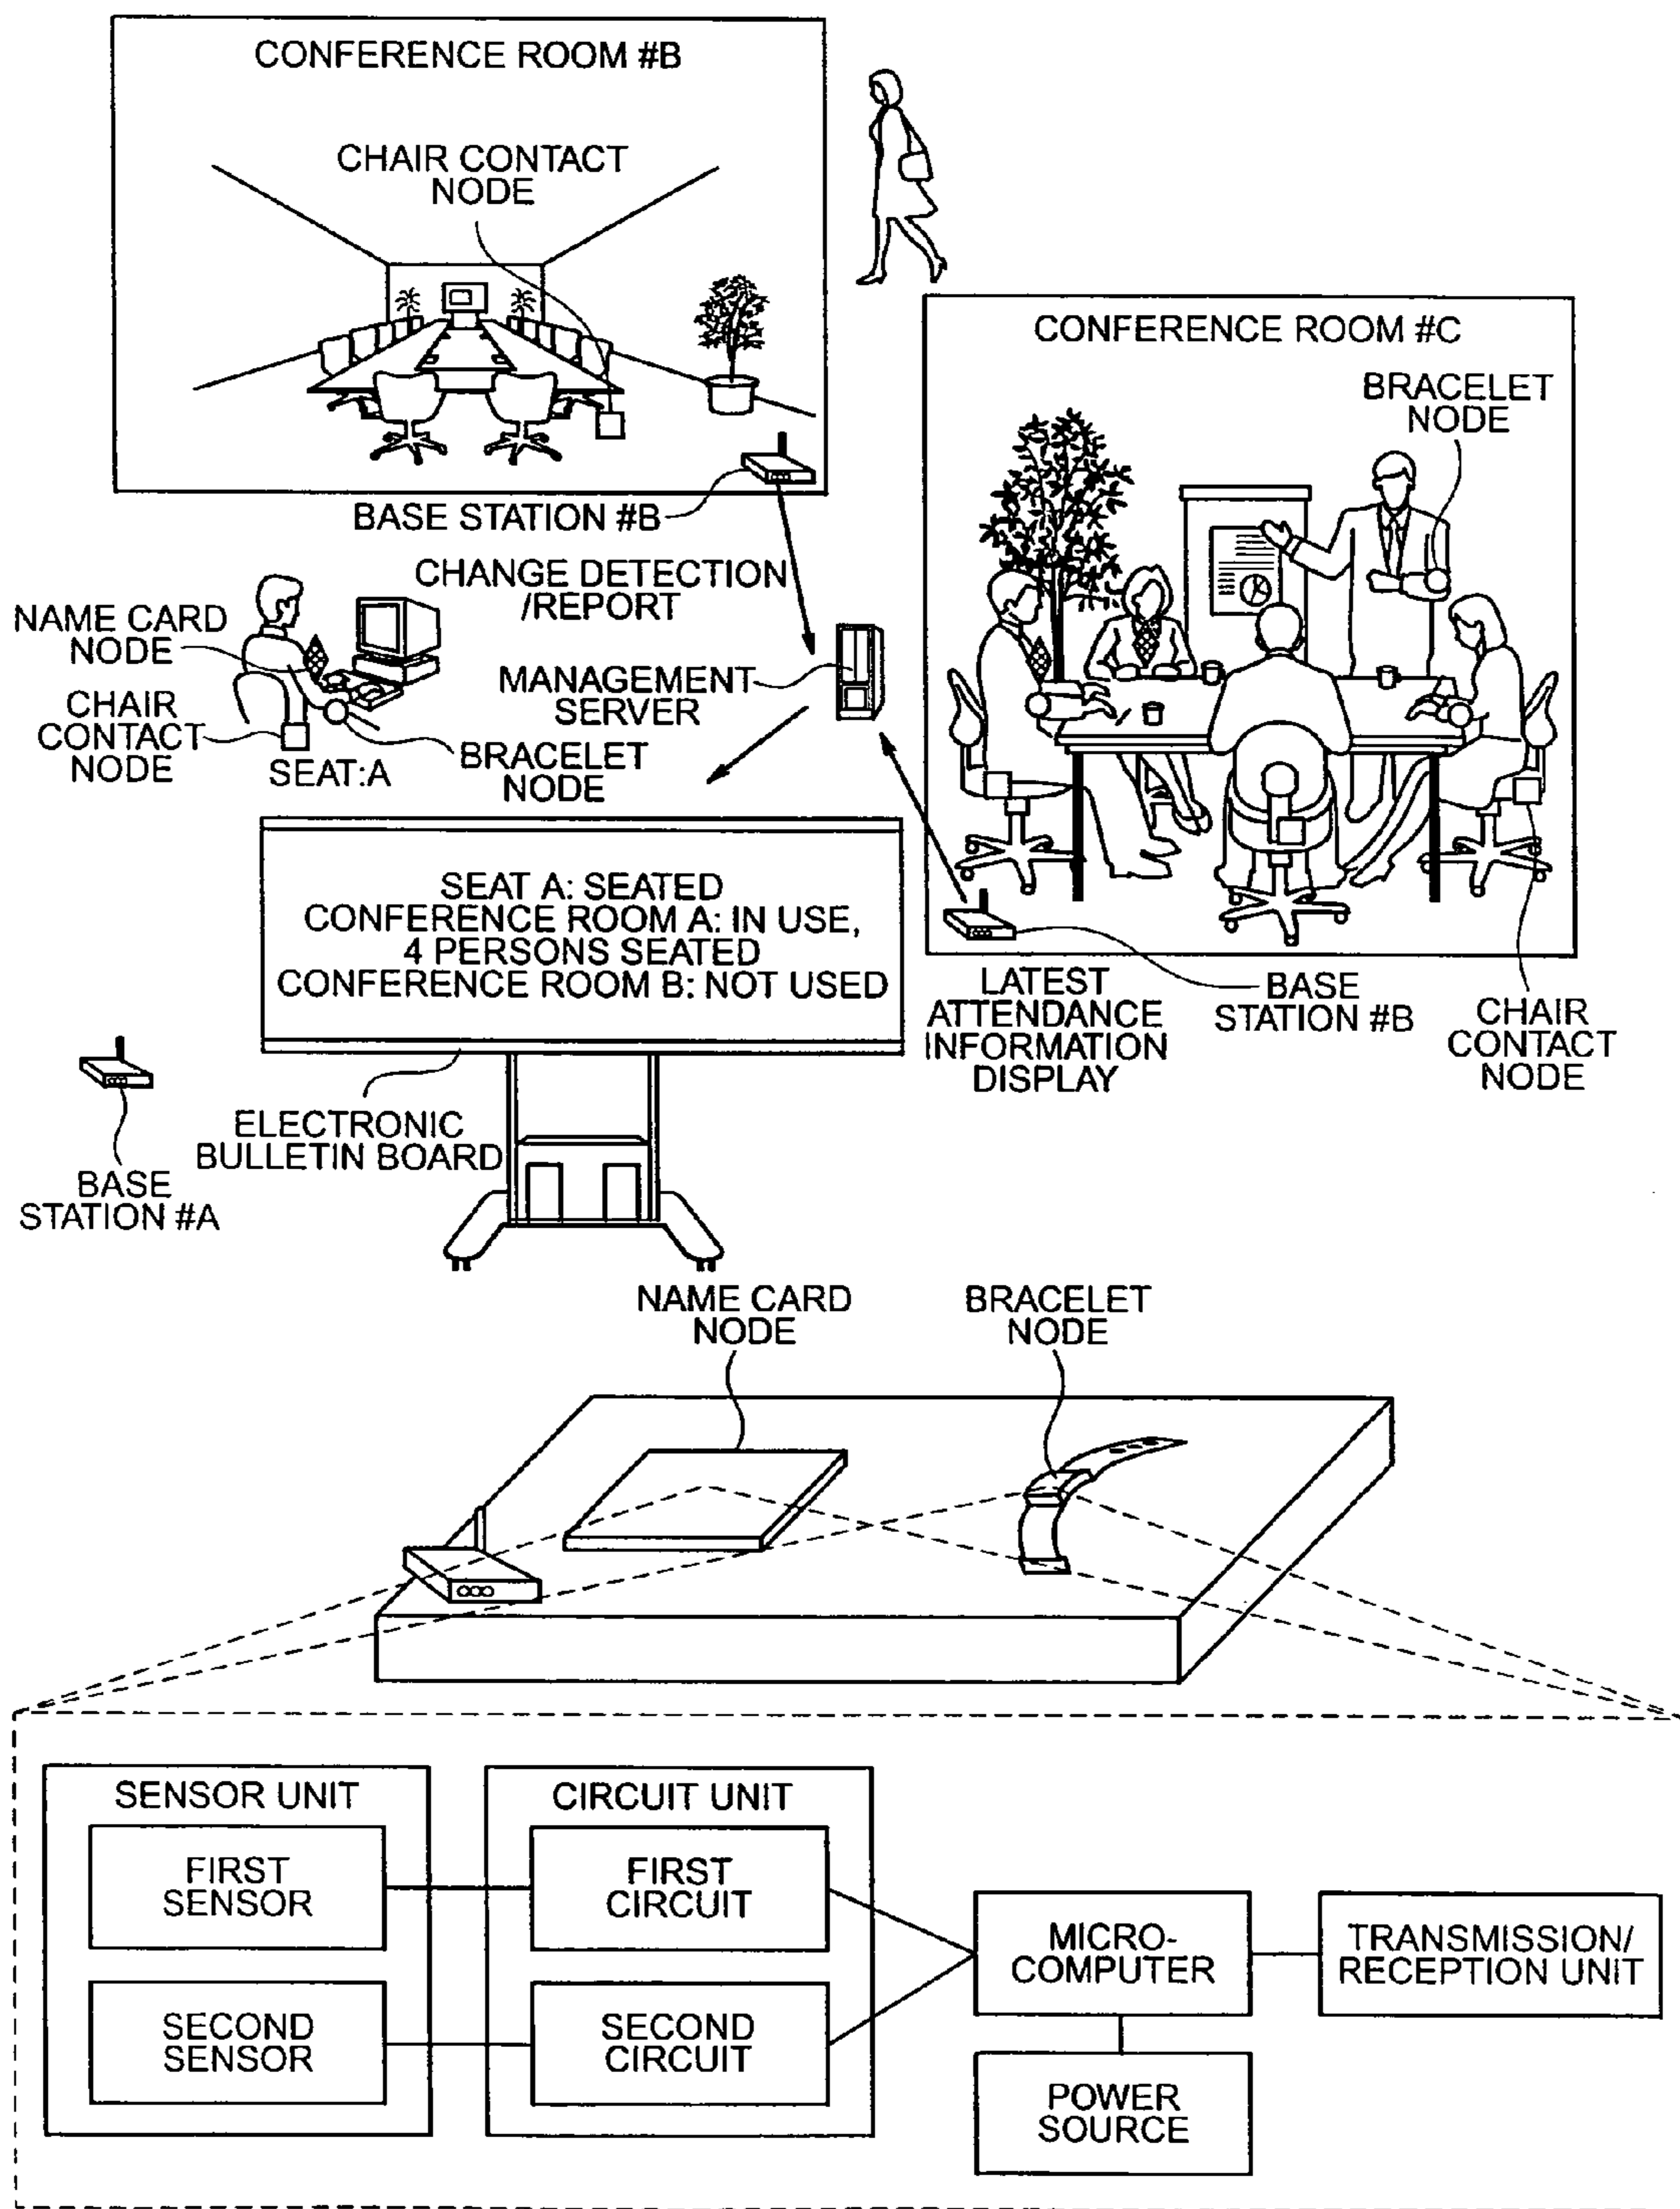 CONFERENCE ROOM #B
CHAIR CONTACT
NODE
CONFERENCE ROOM #C
BRACELET
NODE
BASE STATION #B
CHANGE DETECTION
/REPORT
NAME CARD
NODE
MANAGEMENT
SERVER
CHAIR
CONTACT
NODE
SEAT:A
BRACELET
NODE
SEAT A: SEATED
CONFERENCE ROOM A: IN USE,
4 PERSONS SEATED
CONFERENCE ROOM B: NOT USED
LATEST
ATTENDANCE
INFORMATION
DISPLAY
BASE
STATION #B
CHAIR
CONTACT
NODE
ELECTRONIC
BULLETIN BOARD
BASE
STATION #A
NAME CARD
NODE
BRACELET
NODE
SENSOR UNIT
FIRST
SENSOR
SECOND
SENSOR
CIRCUIT UNIT
FIRST
CIRCUIT
SECOND
CIRCUIT
MICRO-
COMPUTER
TRANSMISSION/
RECEPTION UNIT
POWER
SOURCE